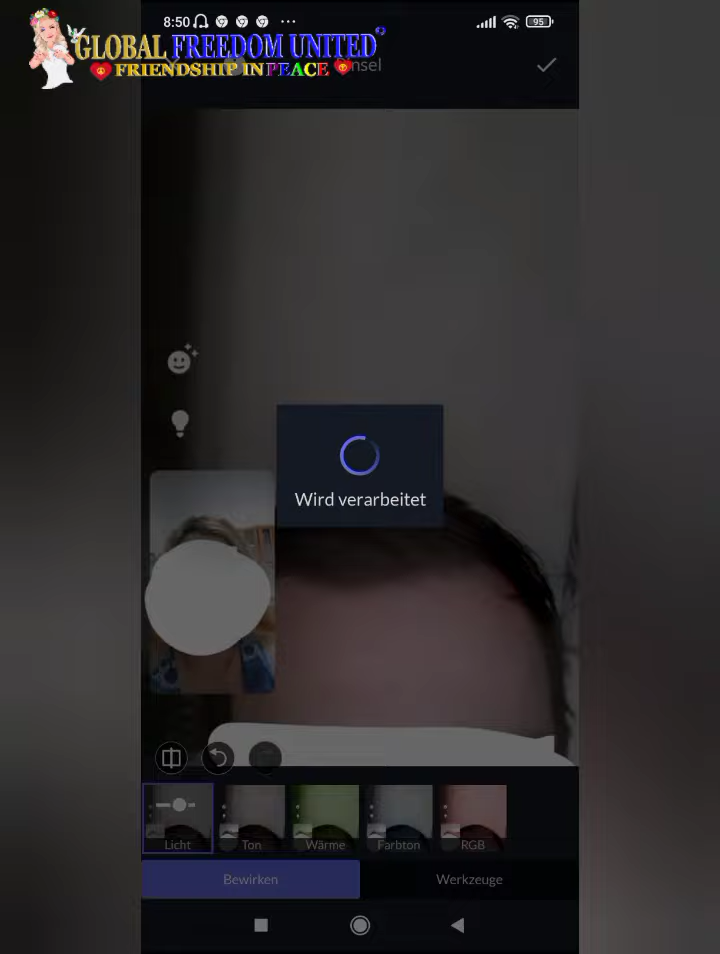 8:50
95
GLOBAL FREEDOM UNITED
FRIENDSHIP IN PEACE
Wird verarbeitet
Licht
Ton
Wärme
Farbton
RGB
Bewirken
Werkzeuge